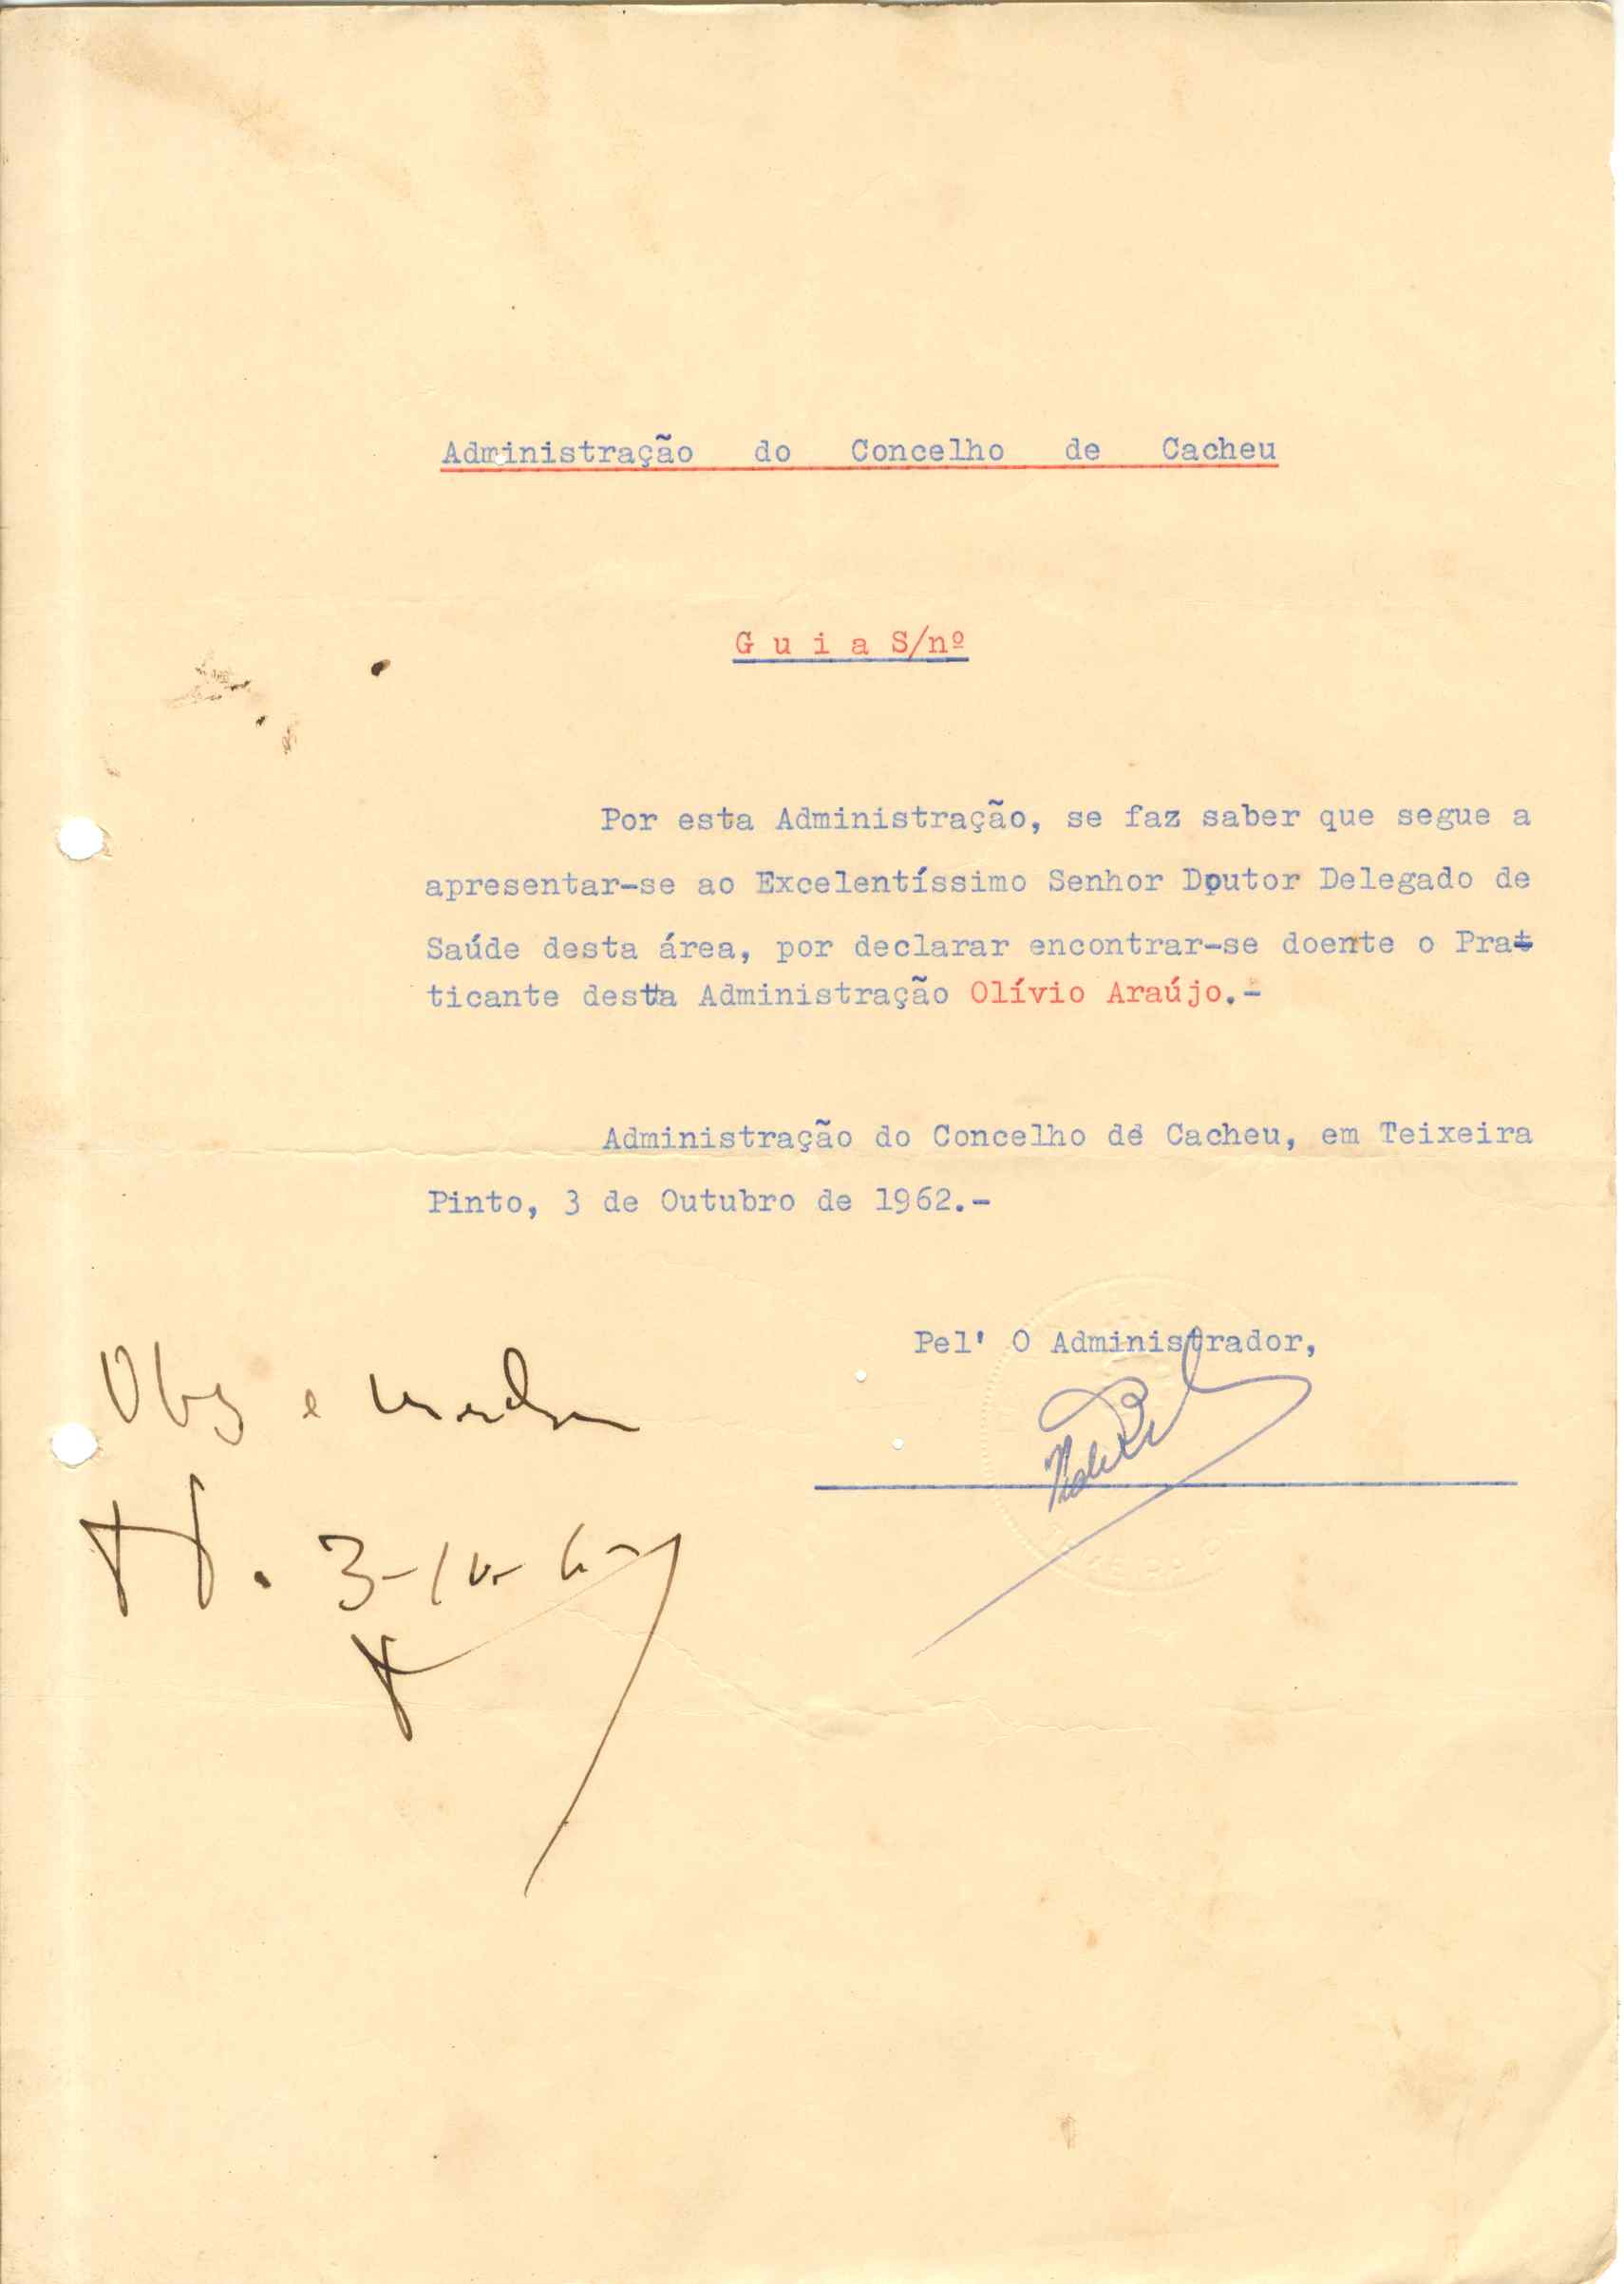 Administração do Concelho de Cacheu
G u i a S/nº
Por esta Administração, se faz saber que segue a
apresentar-se ao Excelentíssimo Senhor Doutor Delegado de
Saúde desta área, por declarar encontrar-se doente o Pra-
ticante desta Administração Olívio Araújo.-
Administração do Concelho de Cacheu, em Teixeira
Pinto, 3 de Outubro de 1962.-
Pel' O Administrador,
Obs e
3-10-62